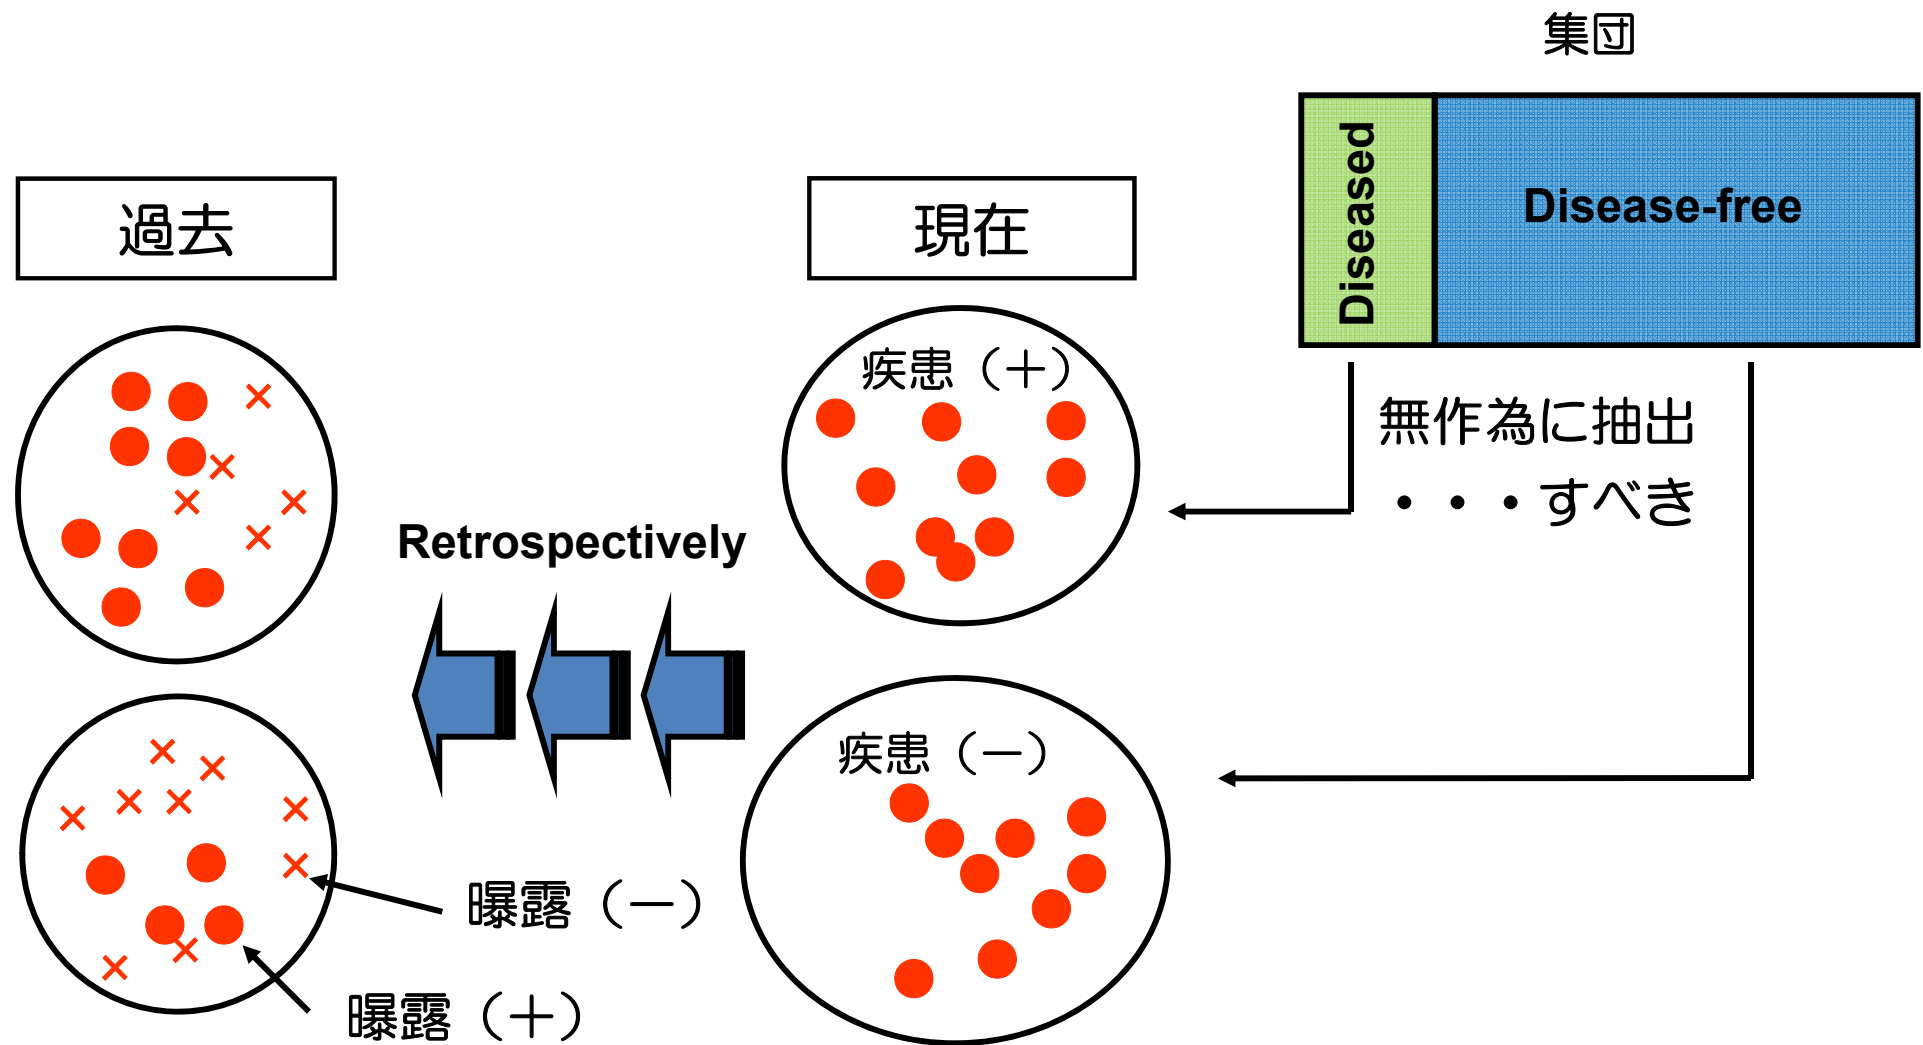 集団
Diseased
Disease-free
過去
現在
疾患（＋）
無作為に抽出
・・・すべき
Retrospectively
疾患（－）
曝露（－）
曝露（＋）